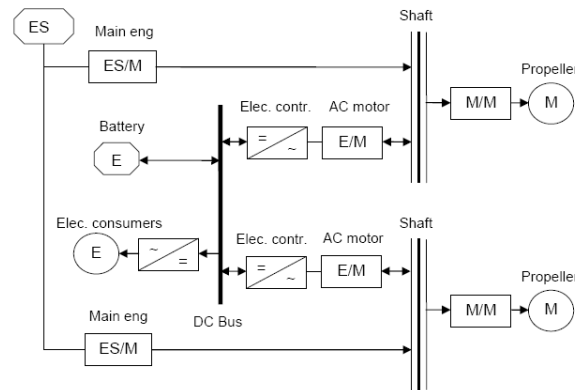 Shaft
ES
Main eng
ES/M
Propeller
M/M
M
Elec. contr.
AC motor
=
~
E/M
Battery
E
Shaft
Elec. consumers
E
~
=
Elec. contr.
AC motor
=
~
E/M
Propeller
M/M
M
Main eng
DC Bus
ES/M